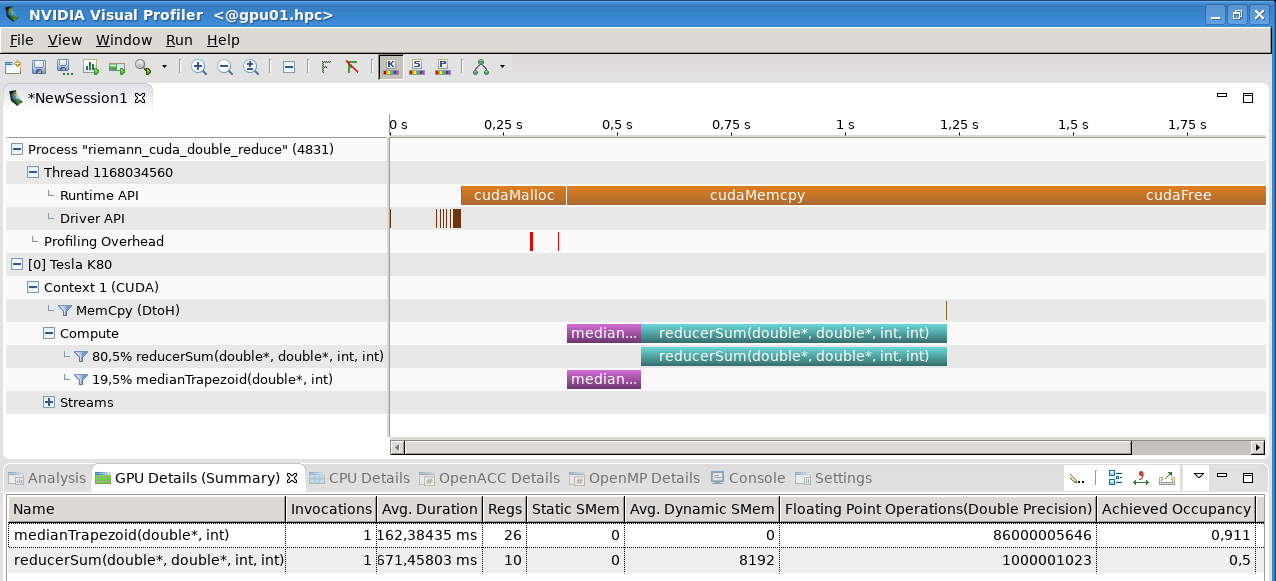 NVIDIA Visual Profiler <@gpu01.hpc>
File View Window Run Help
K S P
*NewSession1
0 s 0,25 s 0,5 s 0,75 s 1 s 1,25 s 1,5 s 1,75 s
Process "riemann_cuda_double_reduce" (4831)
Thread 1168034560
Runtime API cudaMalloc cudaMemcpy cudaFree
Driver API
Profiling Overhead
[0] Tesla K80
Context 1 (CUDA)
MemCpy (DtoH)
Compute median... reducerSum(double*, double*, int, int)
80,5% reducerSum(double*, double*, int, int) reducerSum(double*, double*, int, int)
19,5% medianTrapezoid(double*, int) median...
Streams
Analysis GPU Details (Summary) CPU Details OpenACC Details OpenMP Details Console Settings
Name Invocations Avg. Duration Regs Static SMem Avg. Dynamic SMem Floating Point Operations(Double Precision) Achieved Occupancy
medianTrapezoid(double*, int) 1 162,38435 ms 26 0 0 86000005646 0,911
reducerSum(double*, double*, int, int) 1 671,45803 ms 10 0 8192 1000001023 0,5